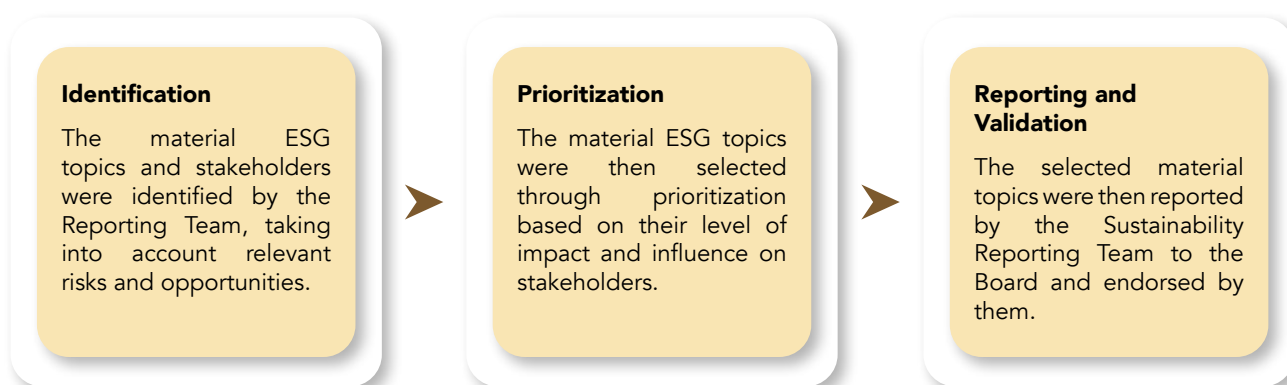 Identification
The material ESG
topics and stakeholders
were identified by the
Reporting Team, taking
into account relevant
risks and opportunities.
Prioritization
The material ESG topics
were then selected
through prioritization
based on their level of
impact and influence on
stakeholders.
Reporting and
Validation
The selected material
topics were then reported
by the Sustainability
Reporting Team to the
Board and endorsed by
them.